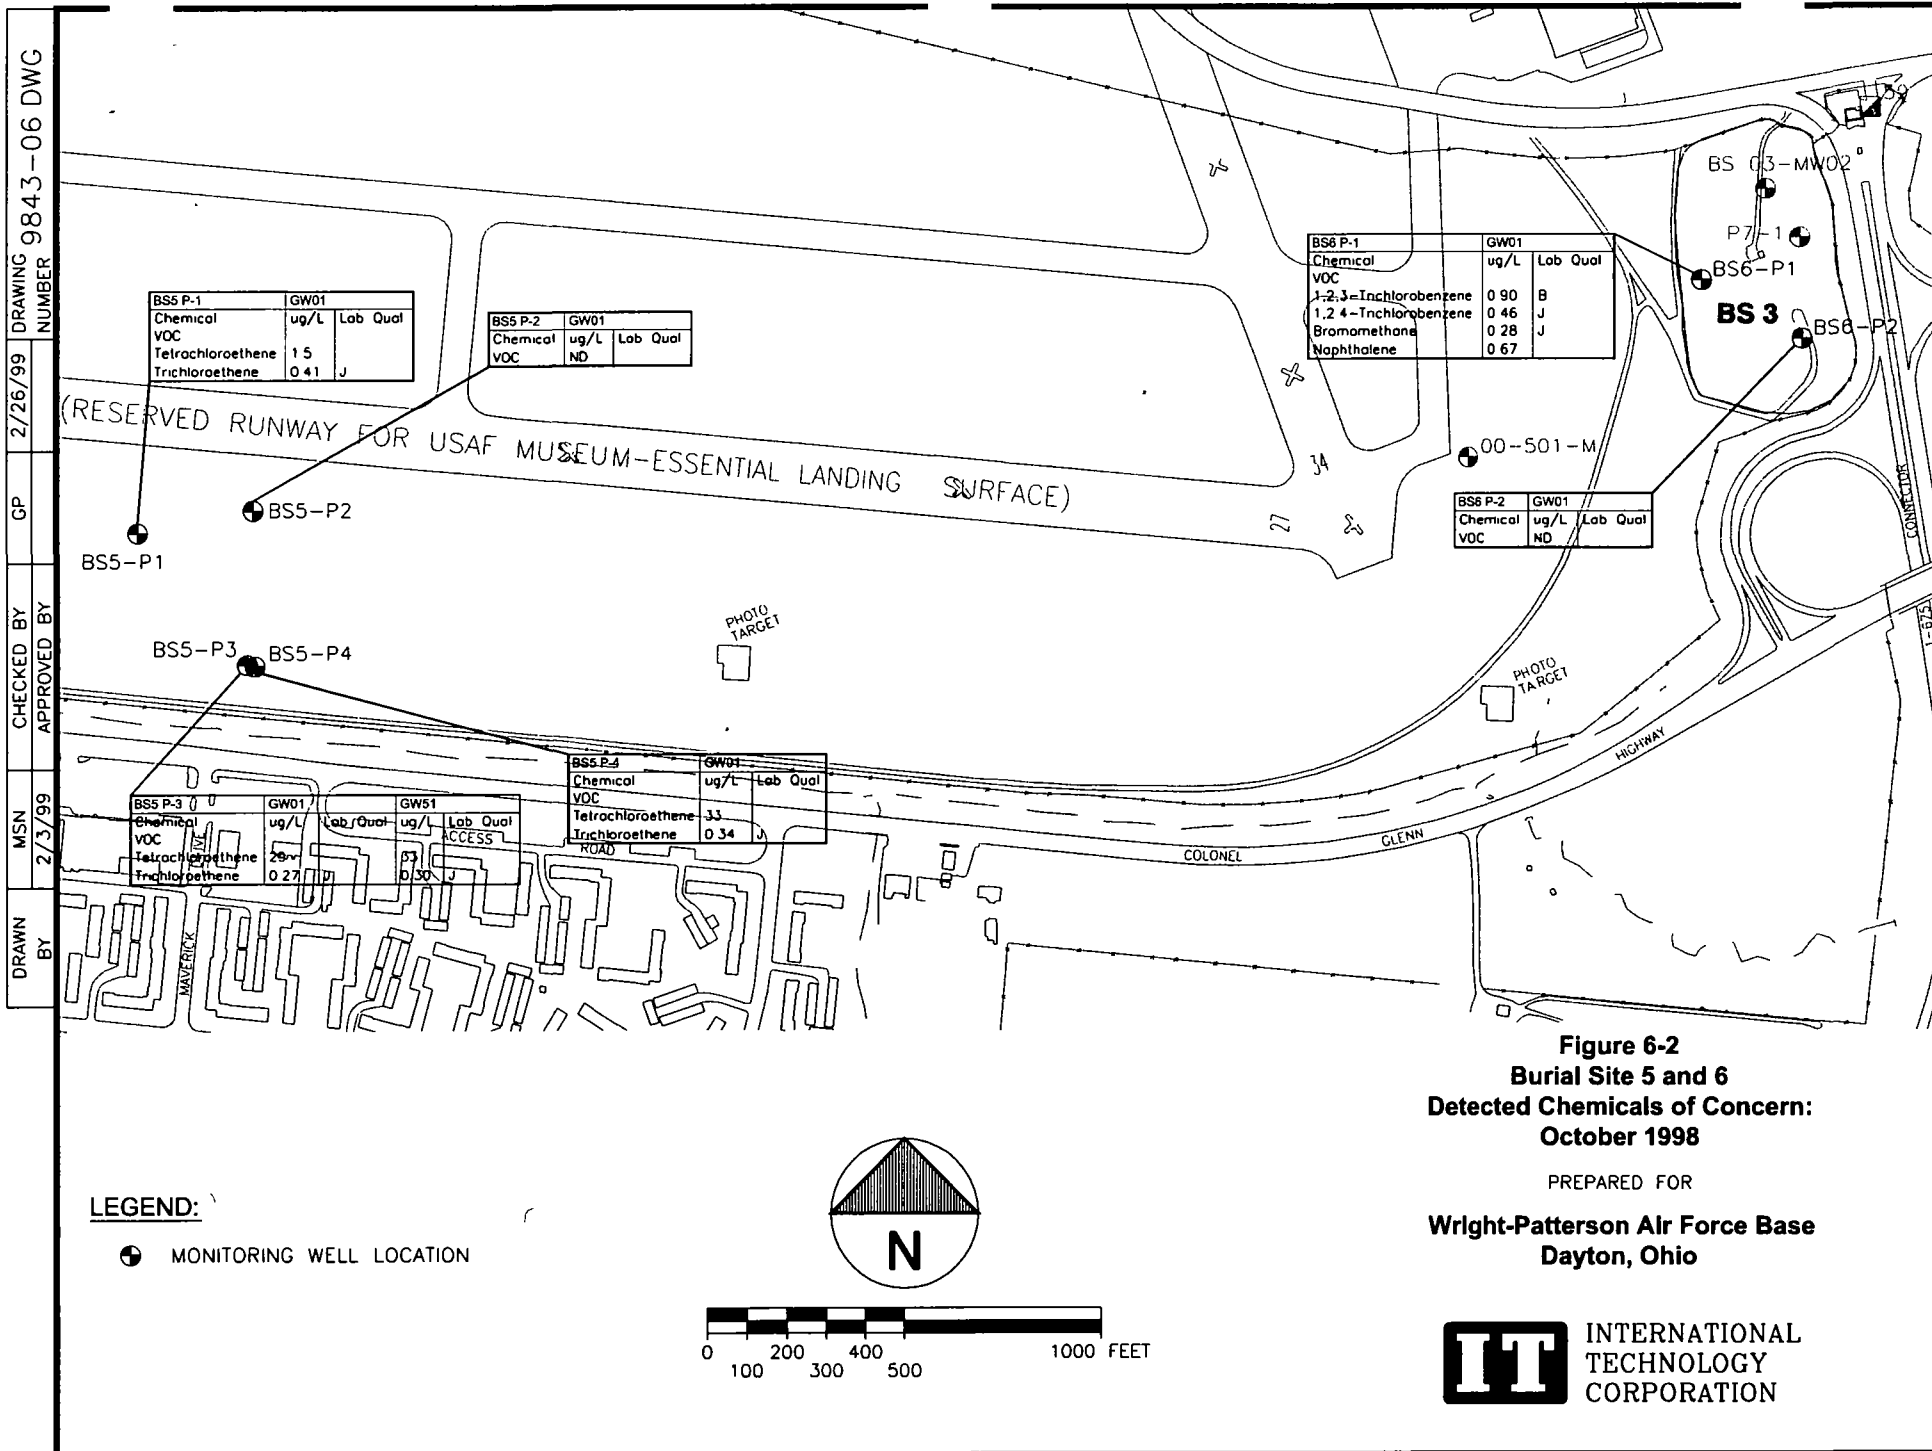 DRAWING NUMBER 9843-06 DWG
2/26/99
GP
CHECKED BY
APPROVED BY
MSN
2/3/99
DRAWN BY
BS5 P-1 GW01
Chemical ug/L Lab Qual
VOC
Tetrachloroethene 1 5
Trichloroethene 0 41 J
BS5 P-2 GW01
Chemical ug/L Lab Qual
VOC ND
BS6 P-1 GW01
Chemical ug/L Lab Qual
VOC
1,2,3-Trichlorobenzene 0 90 B
1,2 4-Trichlorobenzene 0 46 J
Bromomethane 0 28 J
Naphthalene 0 67
BS 03-MW02
P7-1
BS6-P1
BS 3
BS6-P2
(RESERVED RUNWAY FOR USAF MUSEUM-ESSENTIAL LANDING SURFACE)
34
27
00-501-M
BS6 P-2 GW01
Chemical ug/L Lab Qual
VOC ND
CONNECTOR
I-675
BS5-P2
BS5-P1
BS5-P3
BS5-P4
PHOTO
TARGET
PHOTO
TARGET
HIGHWAY
GLENN
COLONEL
BS5 P-4 GW01
Chemical ug/L Lab Qual
VOC
Tetrachloroethene 33
Trichloroethene 0 34 J
BS5 P-3 GW01 GW51
Chemical ug/L Lab Qual ug/L Lab Qual
VOC
Tetrachloroethene 29 33
Trichloroethene 0 27 J 0 30 J
ACCESS
ROAD
MAVERICK
Figure 6-2
Burial Site 5 and 6
Detected Chemicals of Concern:
October 1998
PREPARED FOR
Wright-Patterson Air Force Base
Dayton, Ohio
LEGEND:
MONITORING WELL LOCATION
N
0 200 400 1000 FEET
100 300 500
IT
INTERNATIONAL
TECHNOLOGY
CORPORATION